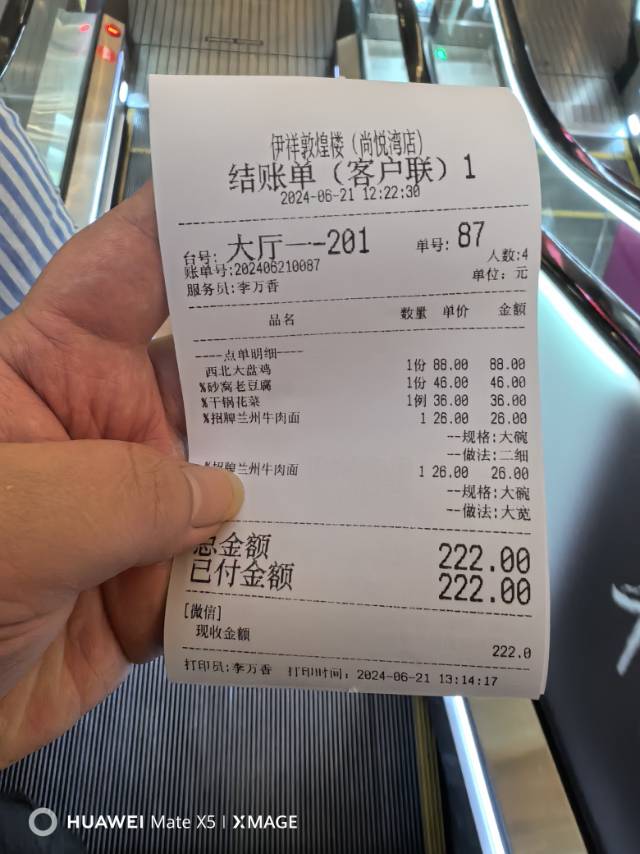 伊祥敦煌楼（尚悦湾店）
结账单（客户联）1
2024-06-21 12:22:30
台号: 大厅一-201 单号: 87
账单号:202406210087 人数:4
服务员:李万香 单位: 元
品名 数量 单价 金额
----点单明细----
西北大盘鸡 1份 88.00 88.00
%砂窝老豆腐 1份 46.00 46.00
%干锅花菜 1例 36.00 36.00
%招牌兰州牛肉面 1 26.00 26.00
--规格:大碗
--做法:二细
%招牌兰州牛肉面 1 26.00 26.00
--规格:大碗
--做法:大宽
总金额 222.00
已付金额 222.00
[微信]
现收金额 222.0
打印员:李万香 打印时间: 2024-06-21 13:14:17
HUAWEI Mate X5 | XMAGE